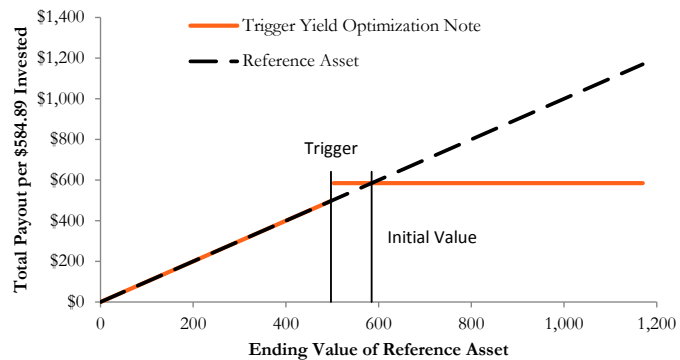 Total Payout per $584.89 Invested
$1,400
$1,200
$1,000
$800
$600
$400
$200
$0
Trigger Yield Optimization Note
Reference Asset
Trigger
Initial Value
0
200
400
600
800
1,000
1,200
Ending Value of Reference Asset